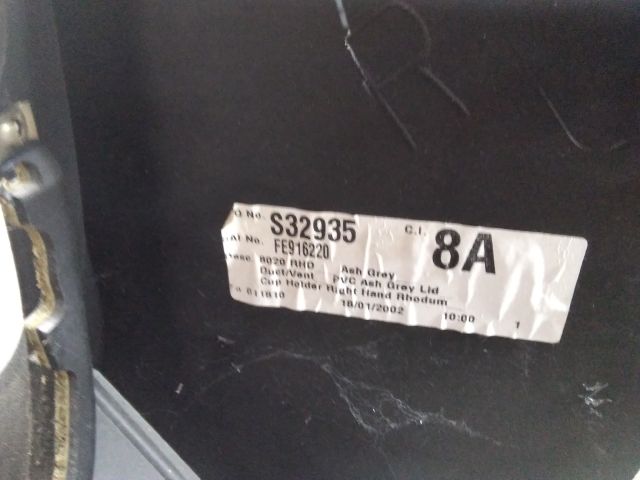 O No. S32935 C.I. 8A
No. FE916220
8020 RHD Ash Grey
Duct/Vent PVC Ash Grey Lid
Cup Holder Right Hand Rhodum
011810 18/01/2002 10:00 1